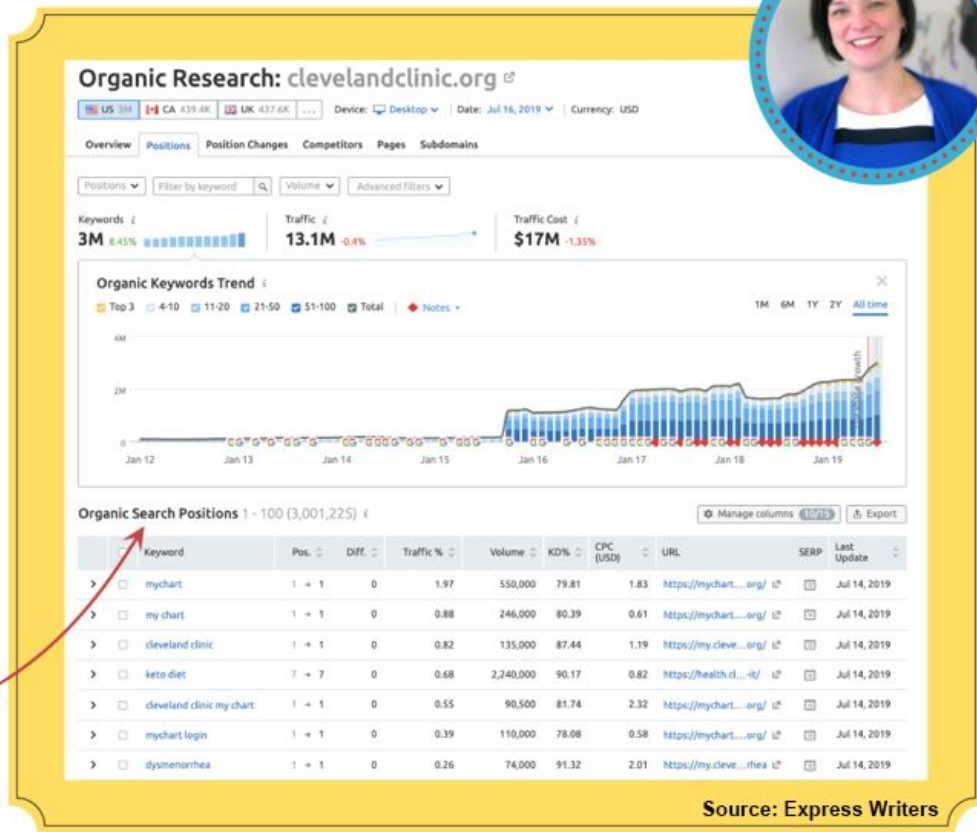 Organic Research: clevelandclinic.org
US 3M CA 439.4K UK 437.6K ... Device: Desktop Date: Jul 16, 2019 Currency: USD
Overview Positions Position Changes Competitors Pages Subdomains
Positions Filter by keyword Volume Advanced filters
Keywords i Traffic i Traffic Cost i
3M 8.45% 13.1M -0.4% $17M -1.35%
Organic Keywords Trend i
Top 3 4-10 11-20 21-50 51-100 Total Notes 1M 6M 1Y 2Y All time
4M
2M
0
Jan 12 Jan 13 Jan 14 Jan 15 Jan 16 Jan 17 Jan 18 Jan 19
Organic Search Positions 1 - 100 (3,001,225) i Manage columns 10/15 Export
Keyword Pos. Diff. Traffic % Volume KD% CPC (USD) URL SERP Last Update
mychart 1 → 1 0 1.97 550,000 79.81 1.83 https://mychart....org/ Jul 14, 2019
my chart 1 → 1 0 0.88 246,000 80.39 0.61 https://mychart....org/ Jul 14, 2019
cleveland clinic 1 → 1 0 0.82 135,000 87.44 1.19 https://my.cleve...org/ Jul 14, 2019
keto diet 7 → 7 0 0.68 2,240,000 90.17 0.82 https://health.cl...-it/ Jul 14, 2019
cleveland clinic my chart 1 → 1 0 0.55 90,500 81.74 2.32 https://mychart....org/ Jul 14, 2019
mychart login 1 → 1 0 0.39 110,000 78.08 0.58 https://mychart....org/ Jul 14, 2019
dysmenorrhea 1 → 1 0 0.26 74,000 91.32 2.01 https://my.cleve...rhea Jul 14, 2019
Source: Express Writers